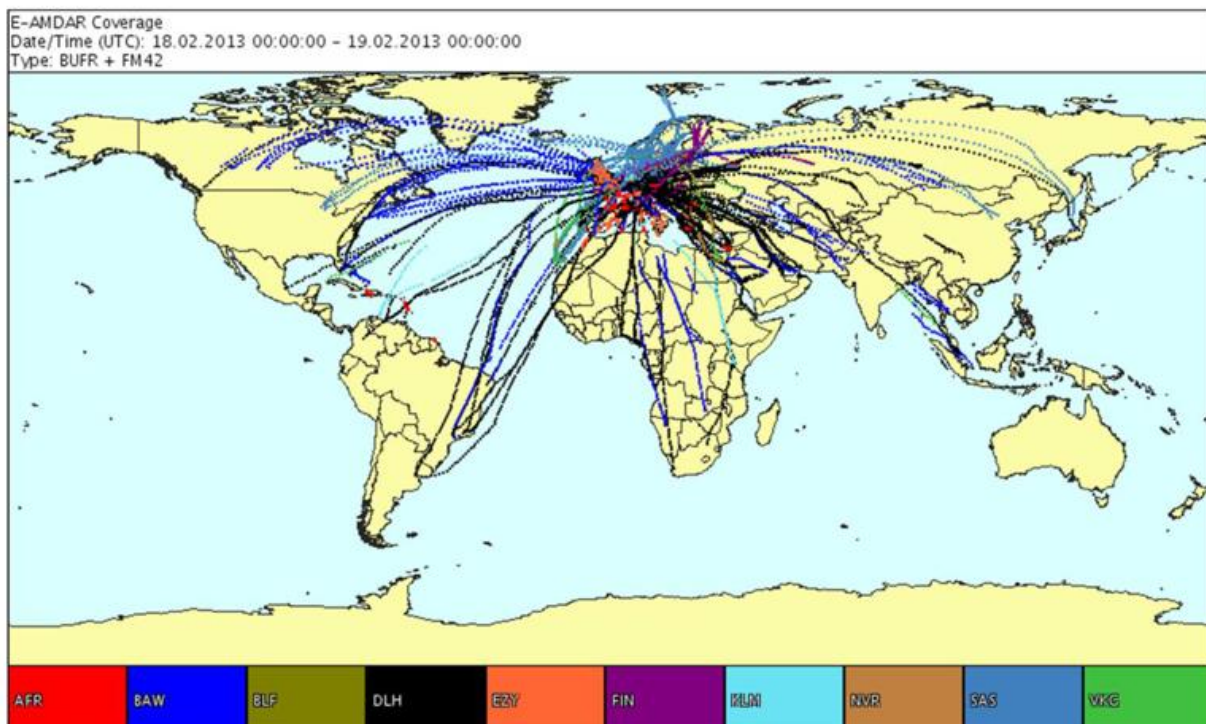 E-AMDAR Coverage
Date/Time (UTC): 18.02.2013 00:00:00 – 19.02.2013 00:00:00
Type: BUFR + FM42
AFR BAW BLF DLH EZY FIN KLM NVR SAS VKG